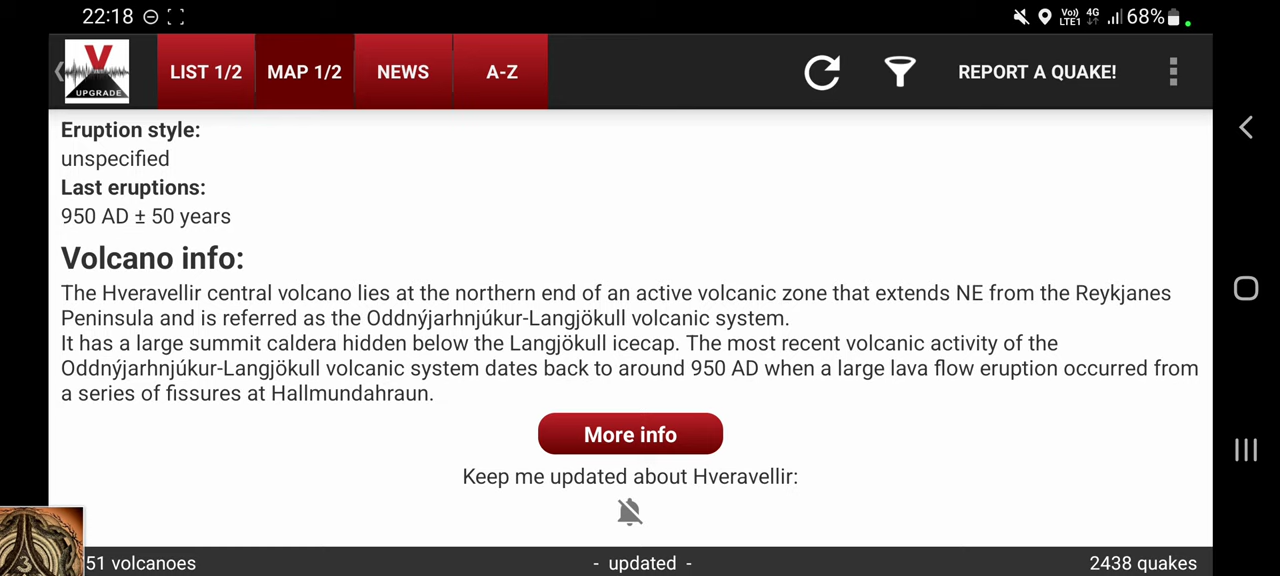 22:18
Vo)) 4G
LTE1
68%
V
UPGRADE
LIST 1/2
MAP 1/2
NEWS
A-Z
REPORT A QUAKE!
Eruption style:
unspecified
Last eruptions:
950 AD ± 50 years
Volcano info:
The Hveravellir central volcano lies at the northern end of an active volcanic zone that extends NE from the Reykjanes
Peninsula and is referred as the Oddnýjarhnjúkur-Langjökull volcanic system.
It has a large summit caldera hidden below the Langjökull icecap. The most recent volcanic activity of the
Oddnýjarhnjúkur-Langjökull volcanic system dates back to around 950 AD when a large lava flow eruption occurred from
a series of fissures at Hallmundahraun.
More info
Keep me updated about Hveravellir:
3
51 volcanoes
- updated -
2438 quakes